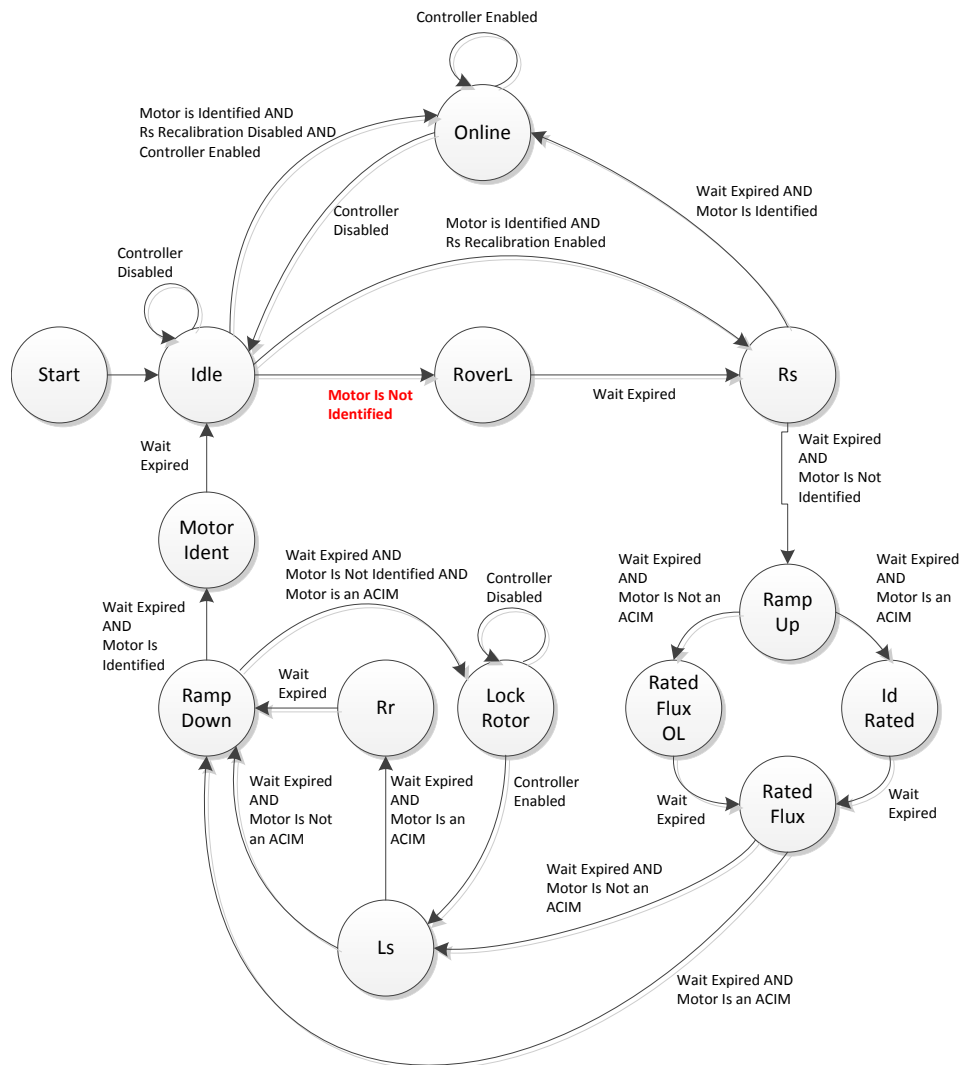 Controller Enabled
Online
Motor is Identified AND
Rs Recalibration Disabled AND
Controller Enabled
Wait Expired AND
Motor Is Identified
Controller
Disabled
Motor is Identified AND
Rs Recalibration Enabled
Controller
Disabled
Start
Idle
RoverL
Rs
Motor Is Not
Identified
Wait Expired
Wait
Expired
Wait Expired
AND
Motor Is Not
Identified
Motor
Ident
Wait Expired AND
Motor Is Not Identified AND
Motor is an ACIM
Controller
Disabled
Wait Expired
AND
Motor Is Not an
ACIM
Wait Expired
AND
Motor Is an
ACIM
Ramp
Up
Wait Expired
AND
Motor Is
Identified
Ramp
Down
Wait
Expired
Rr
Lock
Rotor
Rated
Flux
OL
Id
Rated
Wait Expired
AND
Motor Is Not
an ACIM
Wait Expired
AND
Motor Is an
ACIM
Controller
Enabled
Wait
Expired
Rated
Flux
Wait
Expired
Wait Expired AND
Motor Is Not an
ACIM
Ls
Wait Expired AND
Motor Is an ACIM